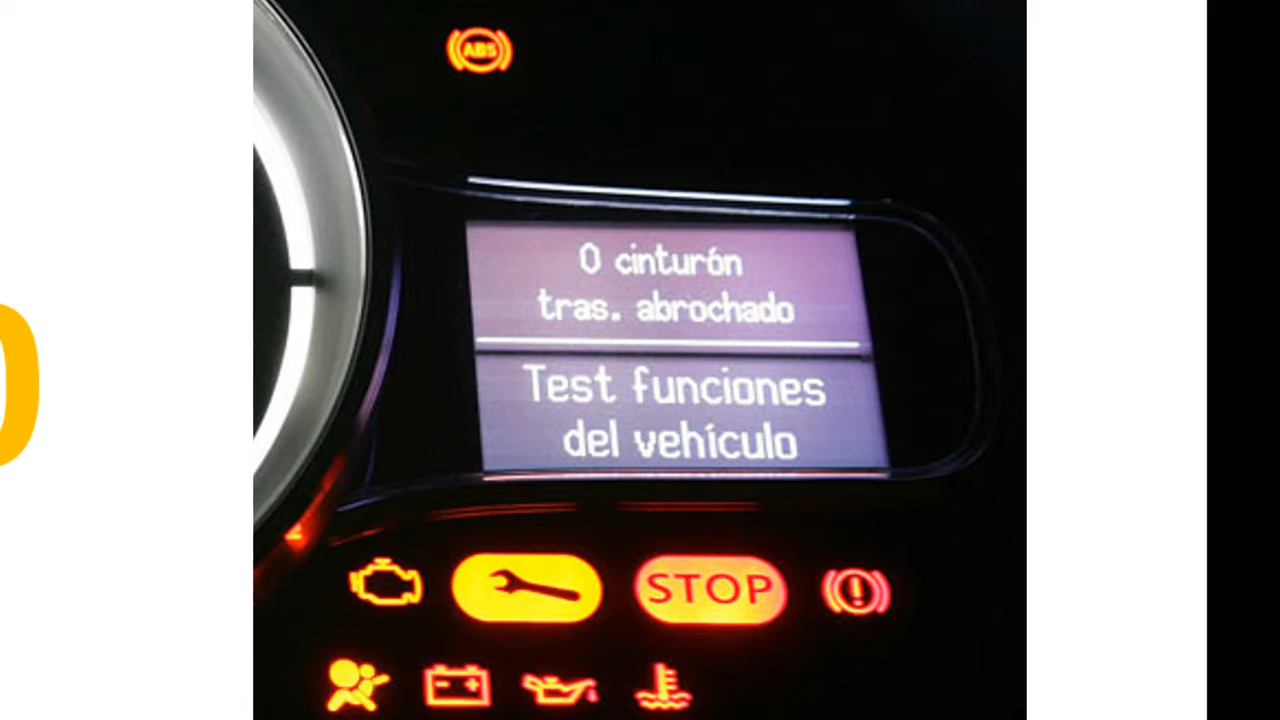 ABS
0 cinturón
tras. abrochado
Test funciones
del vehículo
STOP